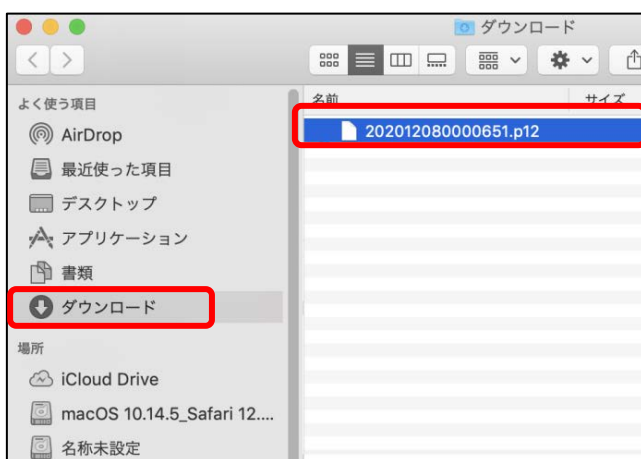 ダウンロード
名前 サイズ
202012080000651.p12
よく使う項目
AirDrop
最近使った項目
デスクトップ
アプリケーション
書類
ダウンロード
場所
iCloud Drive
macOS 10.14.5_Safari 12....
名称未設定